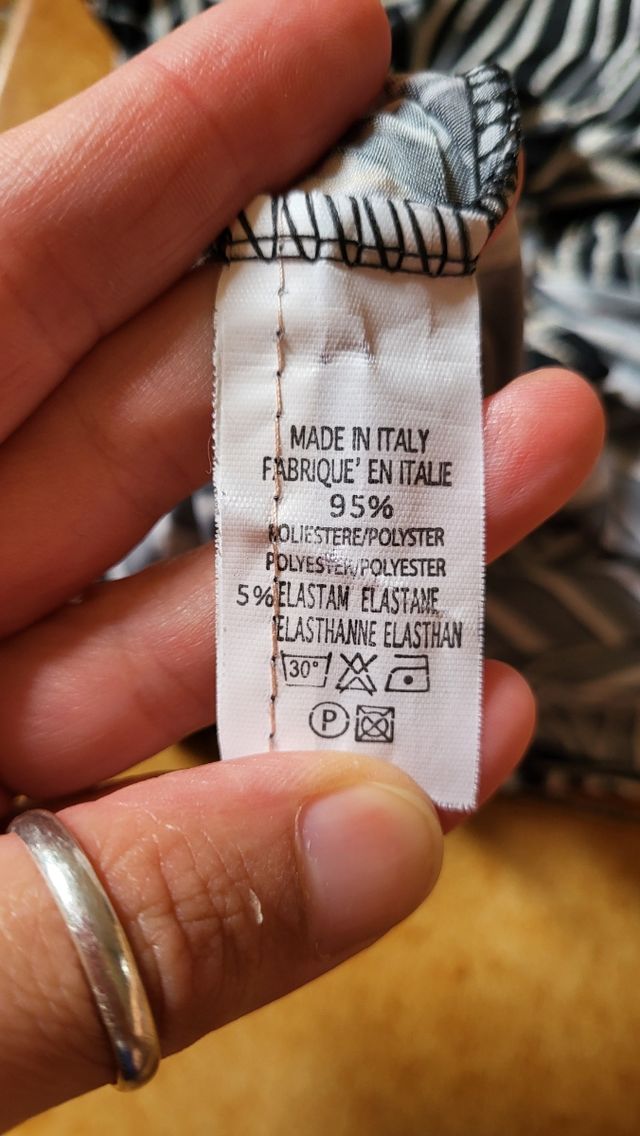 MADE IN ITALY
FABRIQUE' EN ITALIE
95%
POLIESTERE/POLYSTER
POLYESTER/POLYESTER
5% ELASTAM ELASTANE
ELASTHANNE ELASTHAN
30°
P